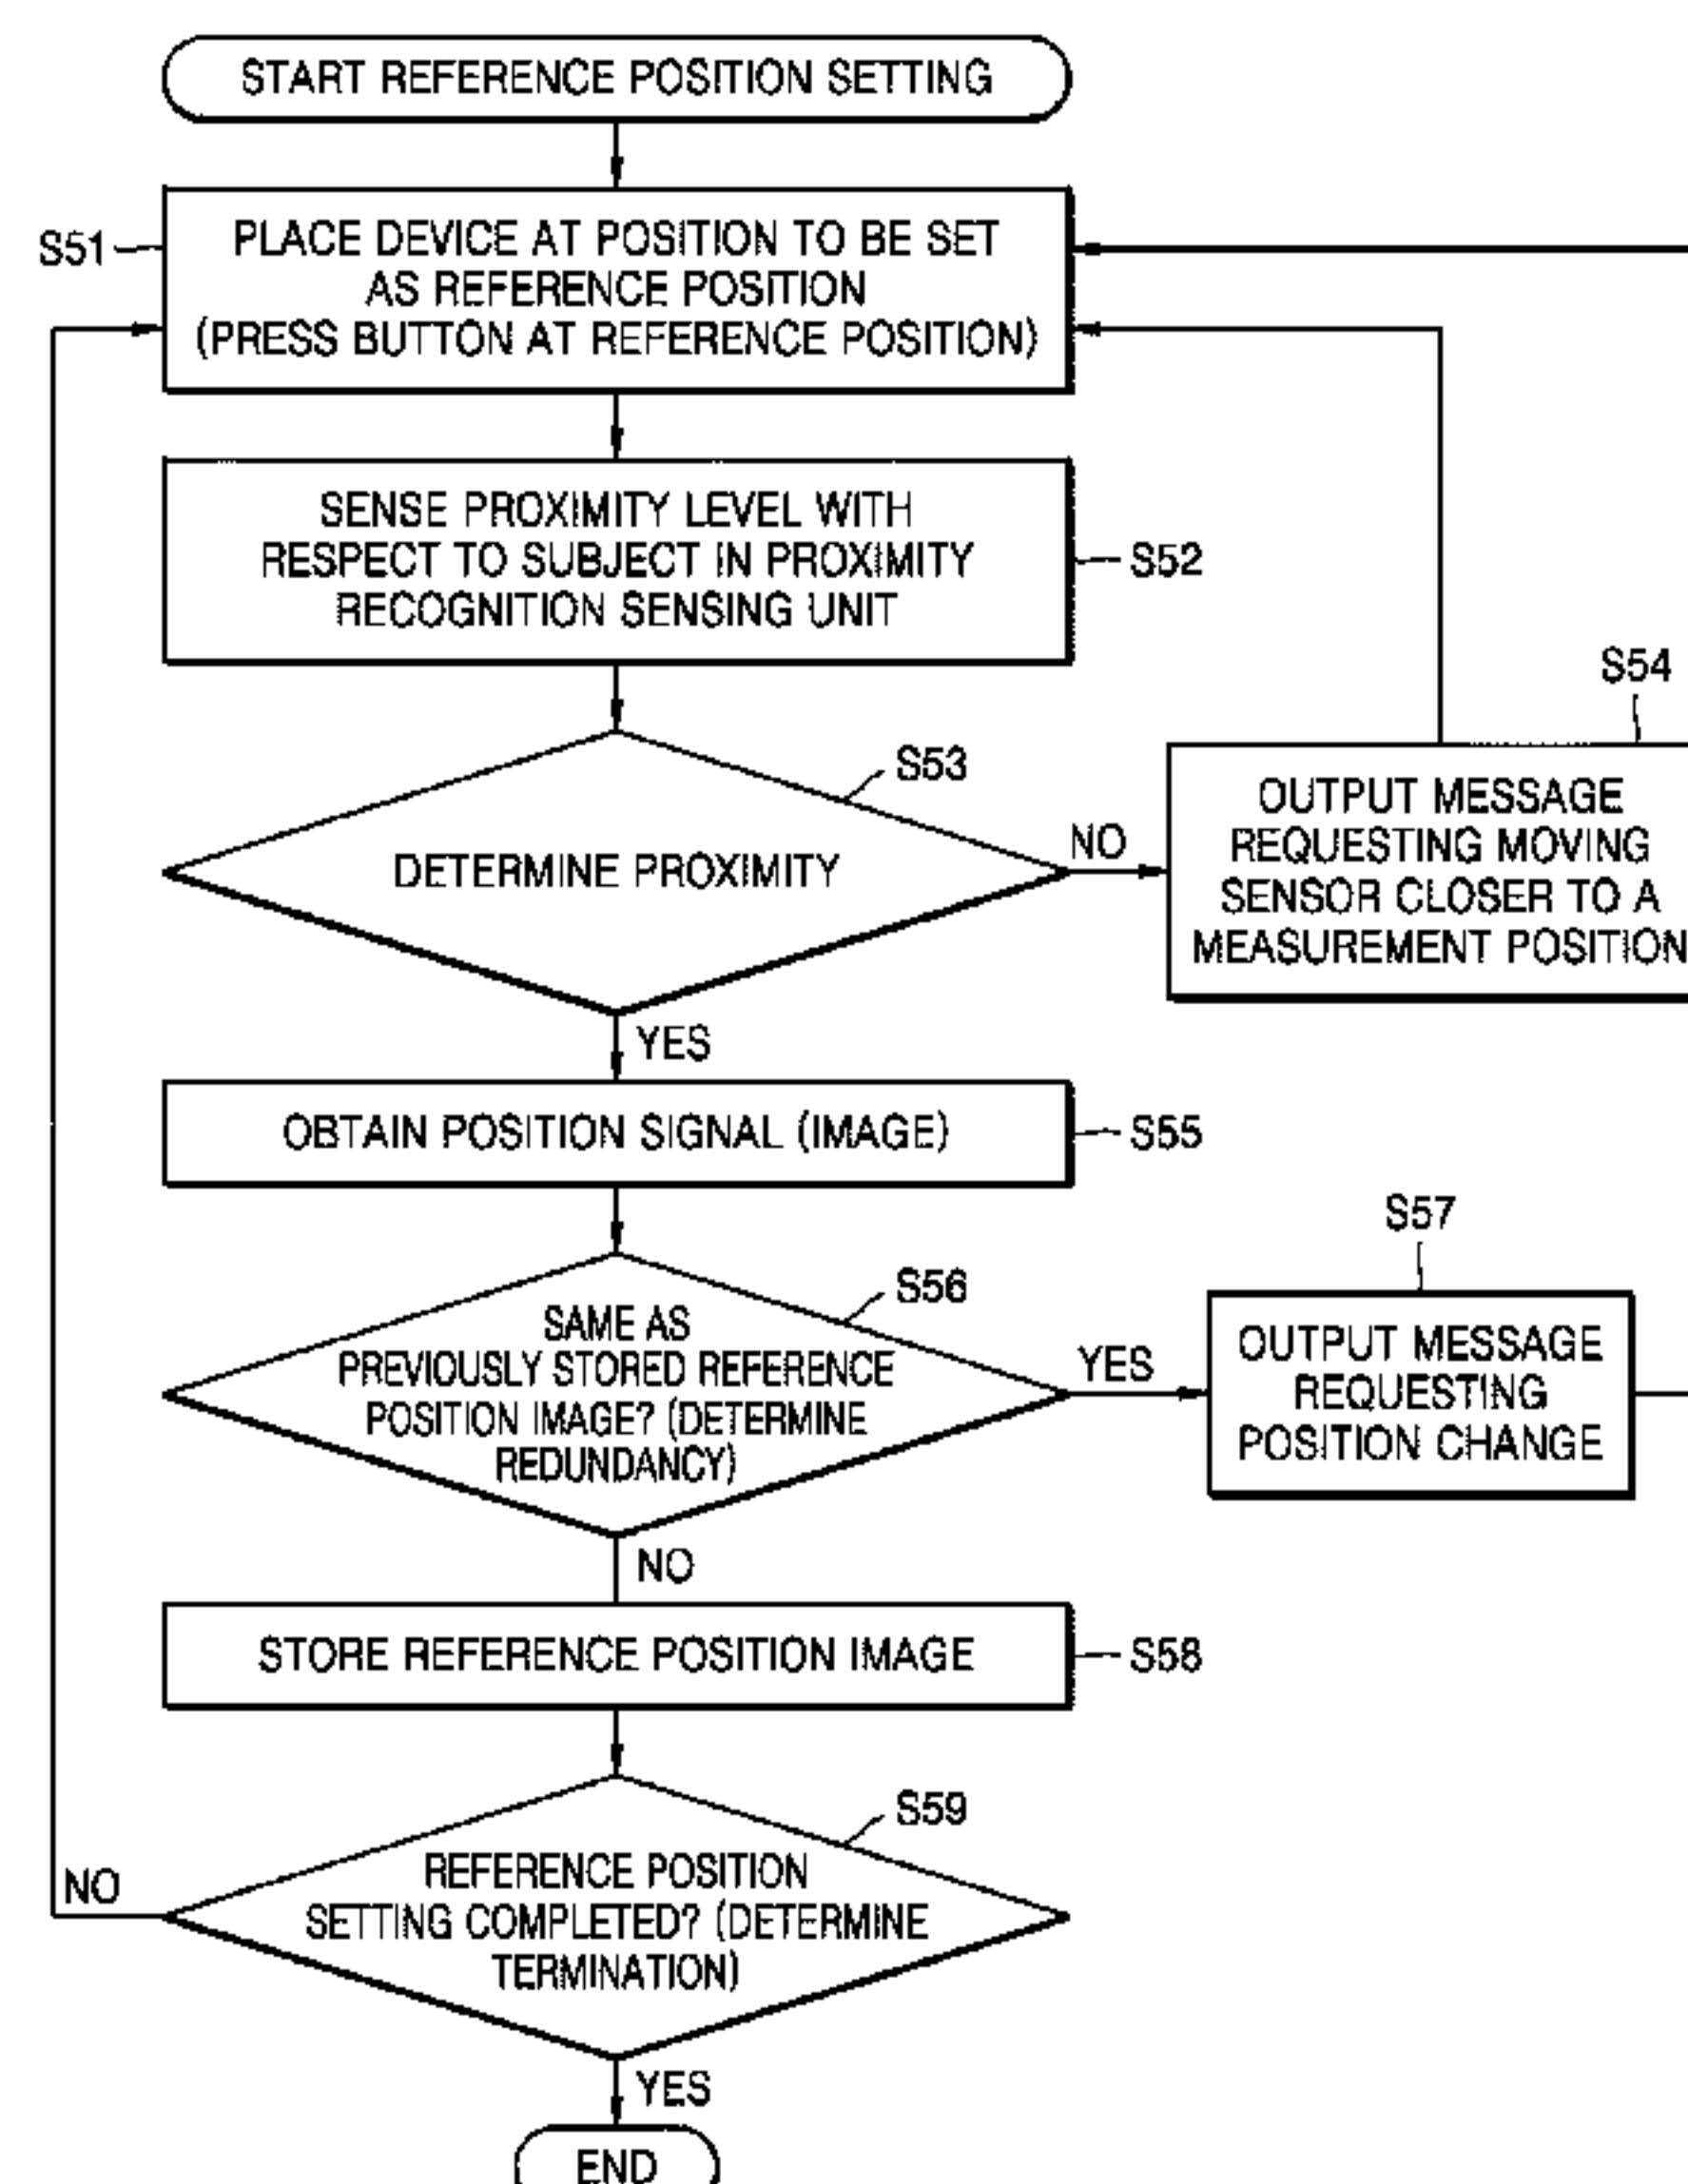 START REFERENCE POSITION SETTING
S51
PLACE DEVICE AT POSITION TO BE SET
AS REFERENCE POSITION
(PRESS BUTTON AT REFERENCE POSITION)
SENSE PROXIMITY LEVEL WITH
RESPECT TO SUBJECT IN PROXIMITY
RECOGNITION SENSING UNIT
S52
S53
DETERMINE PROXIMITY
NO
S54
OUTPUT MESSAGE
REQUESTING MOVING
SENSOR CLOSER TO A
MEASUREMENT POSITION
YES
OBTAIN POSITION SIGNAL (IMAGE)
S55
S56
SAME AS
PREVIOUSLY STORED REFERENCE
POSITION IMAGE? (DETERMINE
REDUNDANCY)
YES
S57
OUTPUT MESSAGE
REQUESTING
POSITION CHANGE
NO
STORE REFERENCE POSITION IMAGE
S58
S59
REFERENCE POSITION
SETTING COMPLETED? (DETERMINE
TERMINATION)
NO
YES
END